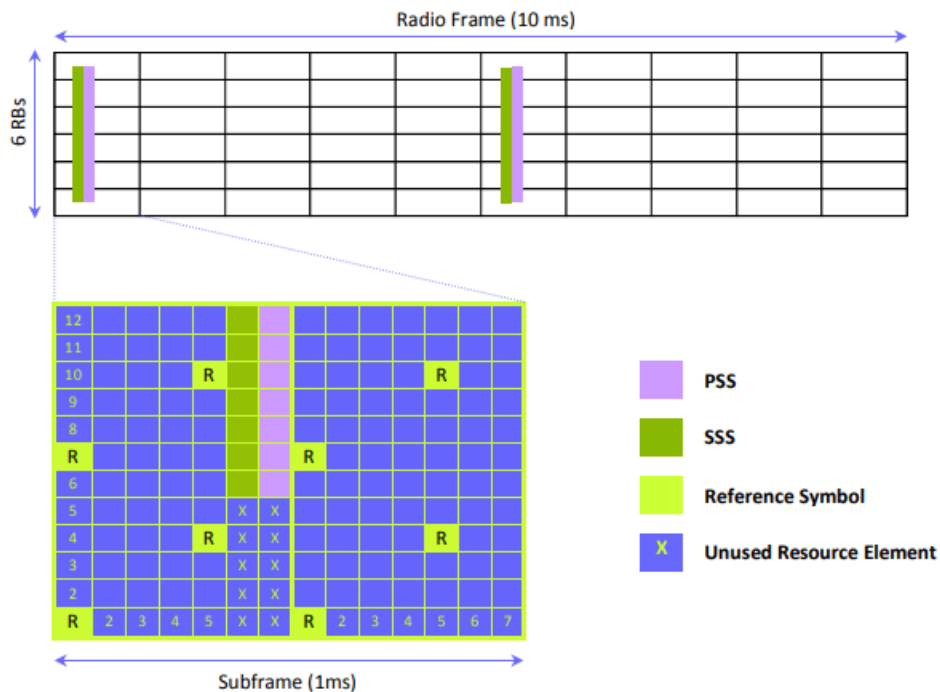 Radio Frame (10 ms)
6 RBs
12
11
10 R R
9
8
R R
6
5 X X
4 R X X R
3 X X
2 X X
R 2 3 4 5 X X R 2 3 4 5 6 7
Subframe (1ms)
PSS
SSS
Reference Symbol
X Unused Resource Element